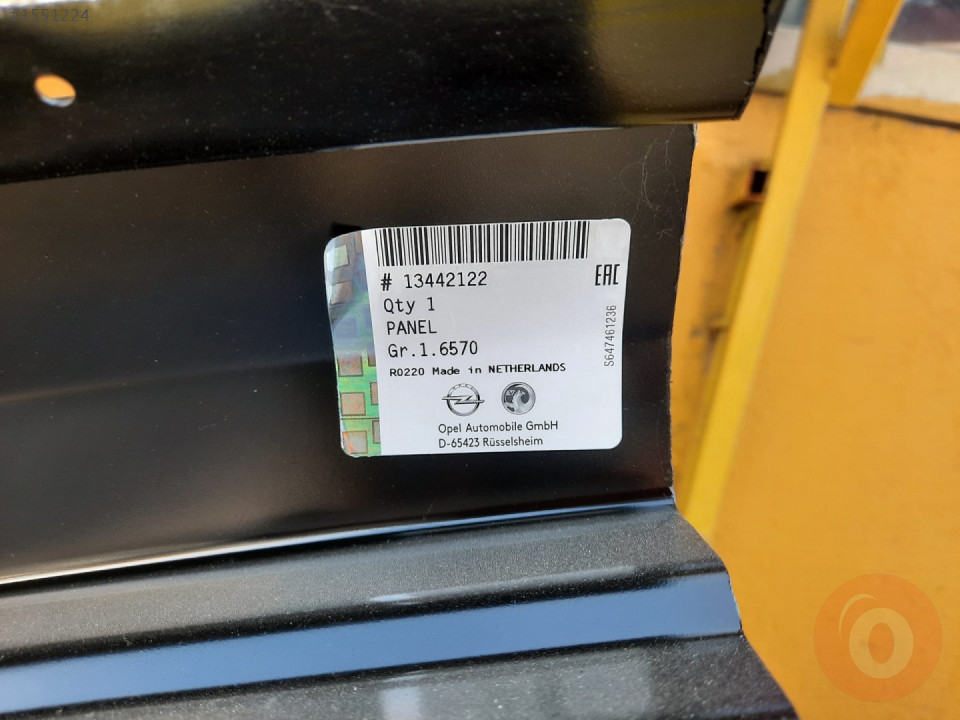 # 13442122
EAC
Qty 1
PANEL
Gr.1.6570
R0220 Made in NETHERLANDS
S647461236
Opel Automobile GmbH
D-65423 Rüsselsheim